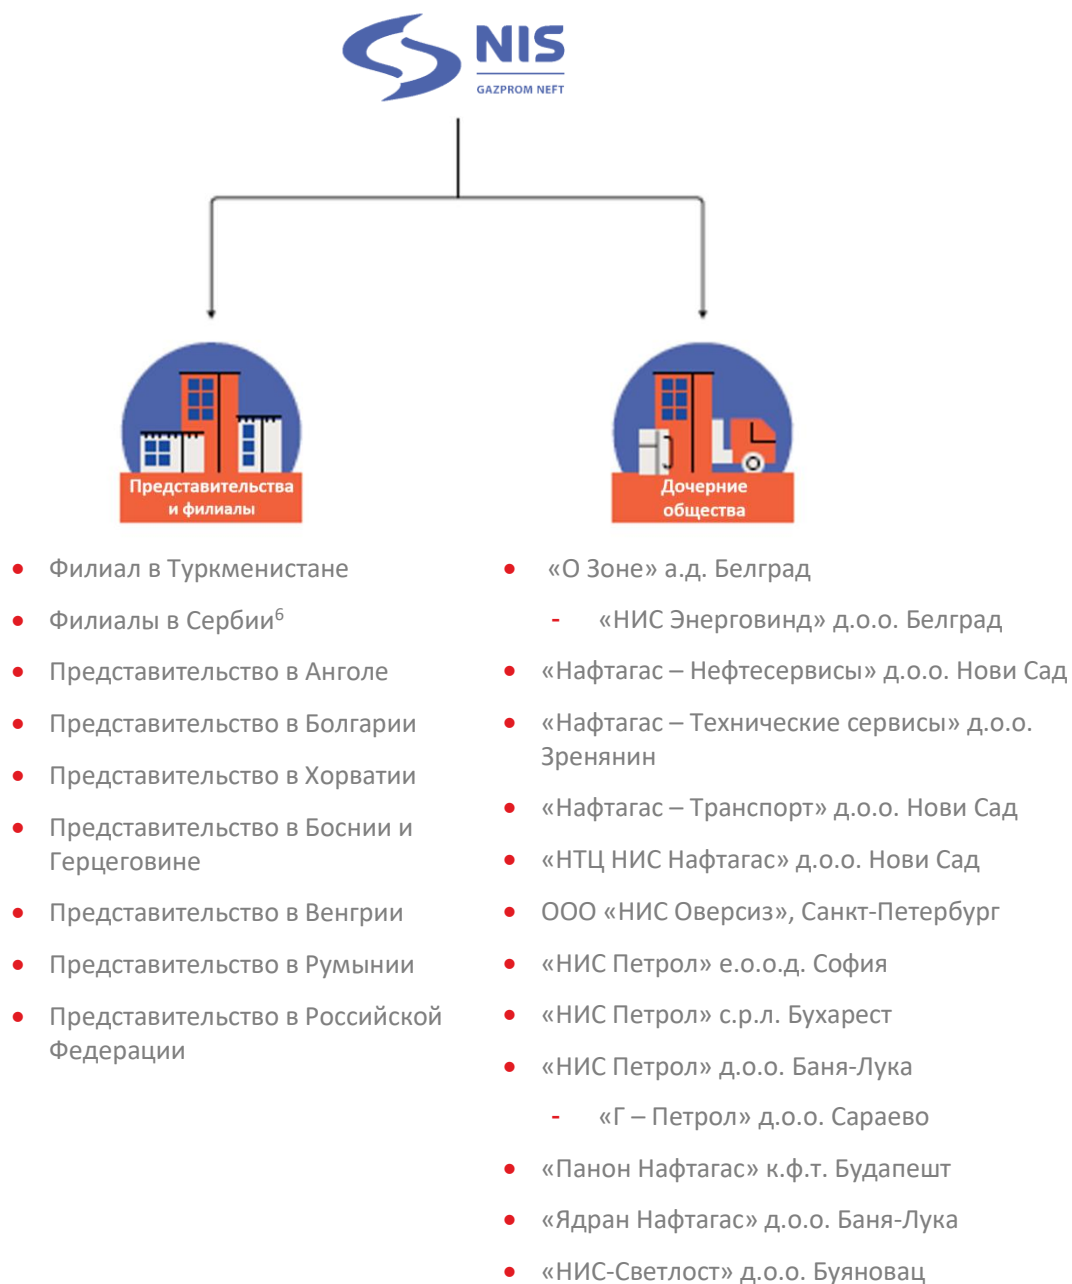 NIS
GAZPROM NEFT
Представительства
и филиалы
• Филиал в Туркменистане
• Филиалы в Сербии⁶
• Представительство в Анголе
• Представительство в Болгарии
• Представительство в Хорватии
• Представительство в Боснии и
Герцеговине
• Представительство в Венгрии
• Представительство в Румынии
• Представительство в Российской
Федерации
Дочерние
общества
• «О Зоне» а.д. Белград
- «НИС Энерговинд» д.о.о. Белград
• «Нафтагас – Нефтесервисы» д.о.о. Нови Сад
• «Нафтагас – Технические сервисы» д.о.о.
Зренянин
• «Нафтагас – Транспорт» д.о.о. Нови Сад
• «НТЦ НИС Нафтагас» д.о.о. Нови Сад
• ООО «НИС Оверсиз», Санкт-Петербург
• «НИС Петрол» е.о.о.д. София
• «НИС Петрол» с.р.л. Бухарест
• «НИС Петрол» д.о.о. Баня-Лука
- «Г – Петрол» д.о.о. Сараево
• «Панон Нафтагас» к.ф.т. Будапешт
• «Ядран Нафтагас» д.о.о. Баня-Лука
• «НИС-Светлост» д.о.о. Буяновац